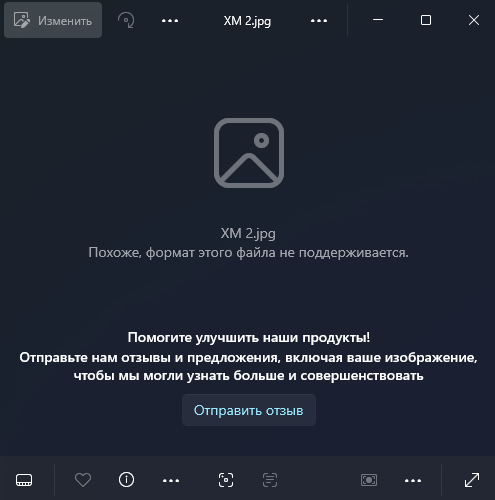 Изменить
XM 2.jpg
XM 2.jpg
Похоже, формат этого файла не поддерживается.
Помогите улучшить наши продукты!
Отправьте нам отзывы и предложения, включая ваше изображение,
чтобы мы могли узнать больше и совершенствовать
Отправить отзыв